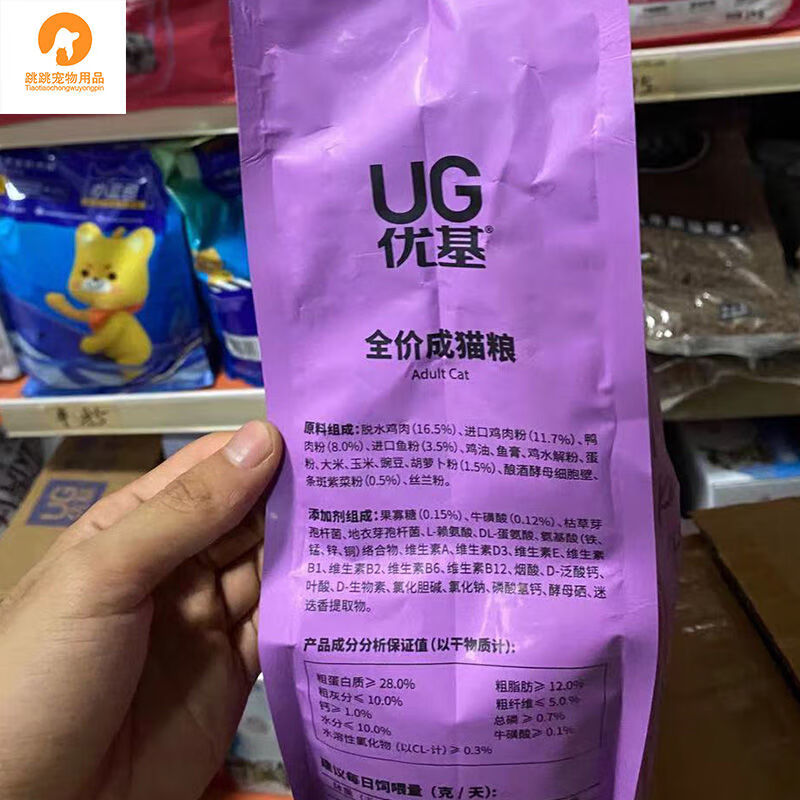 跳跳宠物用品
Tiaotiaochongwuyongpin
UG
优基®
全价成猫粮
Adult Cat
原料组成:脱水鸡肉(16.5%)、进口鸡肉粉(11.7%)、鸭
肉粉(8.0%)、进口鱼粉(3.5%)、鸡油、鱼膏、鸡水解粉、蛋
粉、大米、玉米、豌豆、胡萝卜粉(1.5%)、酿酒酵母细胞壁、
条斑紫菜粉(0.5%)、丝兰粉。
添加剂组成:果寡糖(0.15%)、牛磺酸(0.12%)、枯草芽
孢杆菌、地衣芽孢杆菌、L-赖氨酸、DL-蛋氨酸、氨基酸(铁、
锰、锌、铜)络合物、维生素A、维生素D3、维生素E、维生素
B1、维生素B2、维生素B6、维生素B12、烟酸、D-泛酸钙、
叶酸、D-生物素、氯化胆碱、氯化钠、磷酸氢钙、酵母硒、迷
迭香提取物。
产品成分分析保证值(以干物质计):
粗蛋白质≥28.0% 粗脂肪≥12.0%
粗灰分≤10.0% 粗纤维≤5.0%
钙≥1.0% 总磷≥0.7%
水分≤10.0% 牛磺酸≥0.1%
水溶性氯化物(以CL-计)≥0.3%
建议每日饲喂量(克/天):
UG